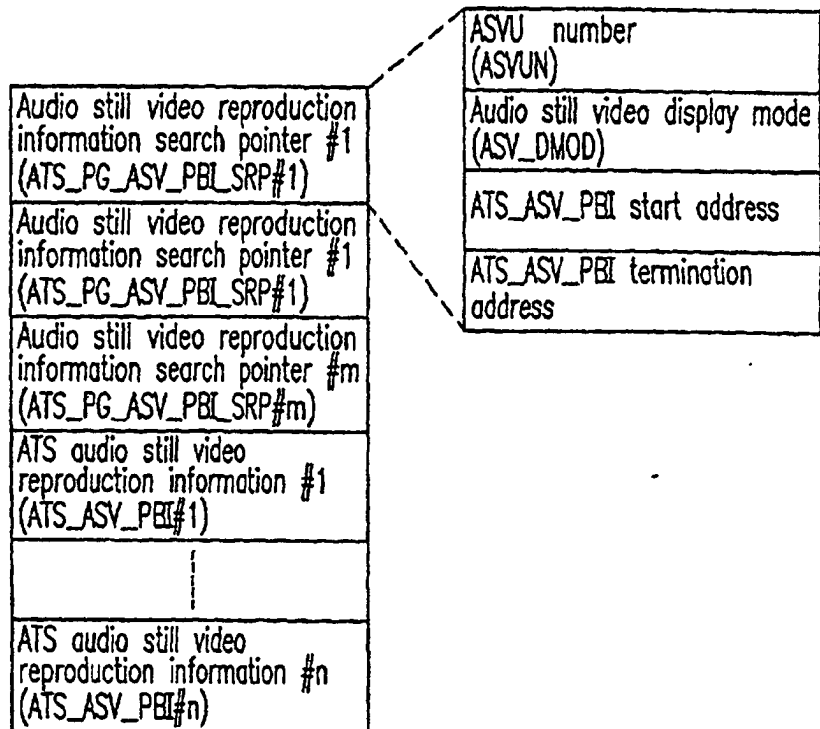 Audio still video reproduction
information search pointer #1
(ATS_PG_ASV_PBI_SRP#1)
Audio still video reproduction
information search pointer #1
(ATS_PG_ASV_PBI_SRP#1)
Audio still video reproduction
information search pointer #m
(ATS_PG_ASV_PBI_SRP#m)
ATS audio still video
reproduction information #1
(ATS_ASV_PBI#1)
ATS audio still video
reproduction information #n
(ATS_ASV_PBI#n)
ASVU number
(ASVUN)
Audio still video display mode
(ASV_DMOD)
ATS_ASV_PBI start address
ATS_ASV_PBI termination
address